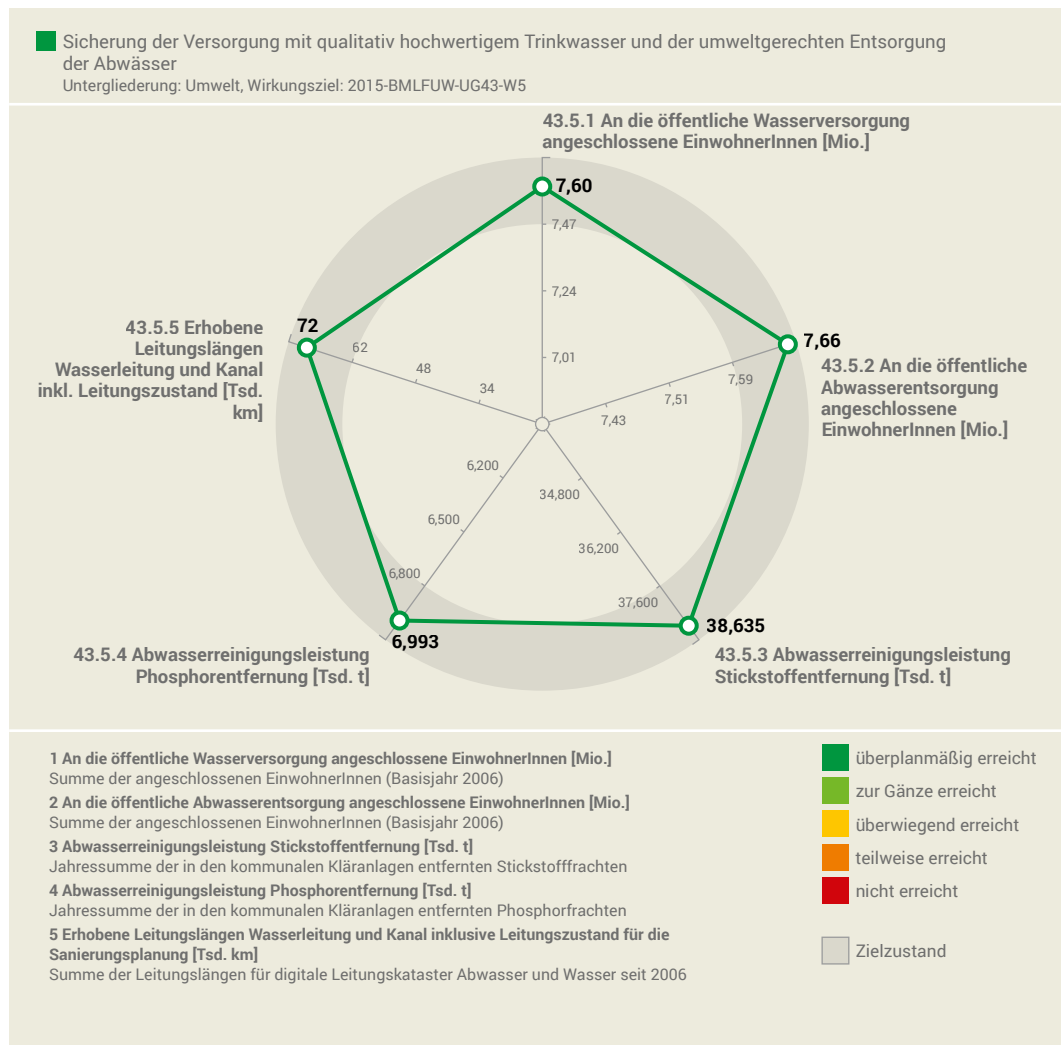 Sicherung der Versorgung mit qualitativ hochwertigem Trinkwasser und der umweltgerechten Entsorgung
der Abwässer
Untergliederung: Umwelt, Wirkungsziel: 2015-BMLFUW-UG43-W5
43.5.1 An die öffentliche Wasserversorgung
angeschlossene EinwohnerInnen [Mio.]
7,60
7,47
7,24
7,01
7,66
7,59
7,51
7,43
43.5.2 An die öffentliche
Abwasserentsorgung
angeschlossene
EinwohnerInnen [Mio.]
34,800
36,200
37,600
38,635
43.5.3 Abwasserreinigungsleistung
Stickstoffentfernung [Tsd. t]
6,200
6,500
6,800
6,993
43.5.4 Abwasserreinigungsleistung
Phosphorentfernung [Tsd. t]
72
62
48
34
43.5.5 Erhobene
Leitungslängen
Wasserleitung und Kanal
inkl. Leitungszustand [Tsd.
km]
1 An die öffentliche Wasserversorgung angeschlossene EinwohnerInnen [Mio.]
Summe der angeschlossenen EinwohnerInnen (Basisjahr 2006)
2 An die öffentliche Abwasserentsorgung angeschlossene EinwohnerInnen [Mio.]
Summe der angeschlossenen EinwohnerInnen (Basisjahr 2006)
3 Abwasserreinigungsleistung Stickstoffentfernung [Tsd. t]
Jahressumme der in den kommunalen Kläranlagen entfernten Stickstofffrachten
4 Abwasserreinigungsleistung Phosphorentfernung [Tsd. t]
Jahressumme der in den kommunalen Kläranlagen entfernten Phosphorfrachten
5 Erhobene Leitungslängen Wasserleitung und Kanal inklusive Leitungszustand für die
Sanierungsplanung [Tsd. km]
Summe der Leitungslängen für digitale Leitungskataster Abwasser und Wasser seit 2006
überplanmäßig erreicht
zur Gänze erreicht
überwiegend erreicht
teilweise erreicht
nicht erreicht
Zielzustand